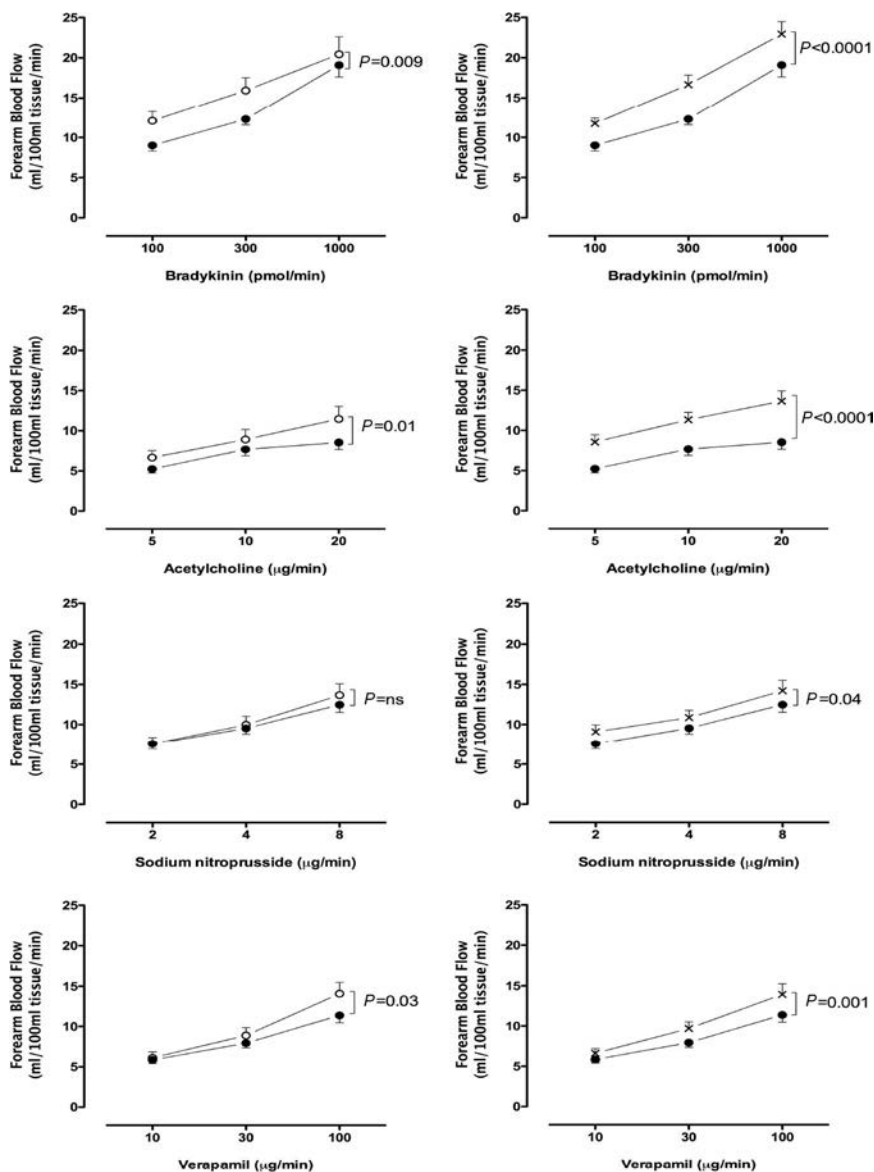 Forearm Blood Flow
(ml/100ml tissue/min)
25
20
15
10
5
0
P=0.009
100 300 1000
Bradykinin (pmol/min)
Forearm Blood Flow
(ml/100ml tissue/min)
25
20
15
10
5
0
P<0.0001
100 300 1000
Bradykinin (pmol/min)
Forearm Blood Flow
(ml/100ml tissue/min)
25
20
15
10
5
0
P=0.01
5 10 20
Acetylcholine (µg/min)
Forearm Blood Flow
(ml/100ml tissue/min)
25
20
15
10
5
0
P<0.0001
5 10 20
Acetylcholine (µg/min)
Forearm Blood Flow
(ml/100ml tissue/min)
25
20
15
10
5
0
P=ns
2 4 8
Sodium nitroprusside (µg/min)
Forearm Blood Flow
(ml/100ml tissue/min)
25
20
15
10
5
0
P=0.04
2 4 8
Sodium nitroprusside (µg/min)
Forearm Blood Flow
(ml/100ml tissue/min)
25
20
15
10
5
0
P=0.03
10 30 100
Verapamil (µg/min)
Forearm Blood Flow
(ml/100ml tissue/min)
25
20
15
10
5
0
P=0.001
10 30 100
Verapamil (µg/min)